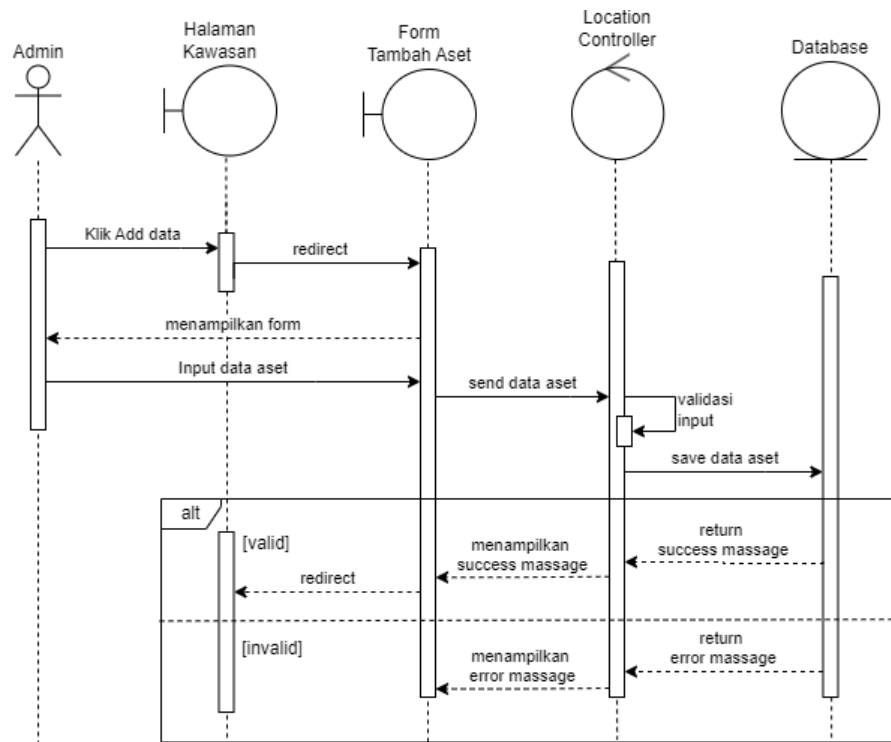 Admin
Halaman
Kawasan
Form
Tambah Aset
Location
Controller
Database
Klik Add data
redirect
menampilkan form
Input data aset
send data aset
validasi
input
save data aset
alt
[valid]
return
success massage
menampilkan
success massage
redirect
[invalid]
return
error massage
menampilkan
error massage